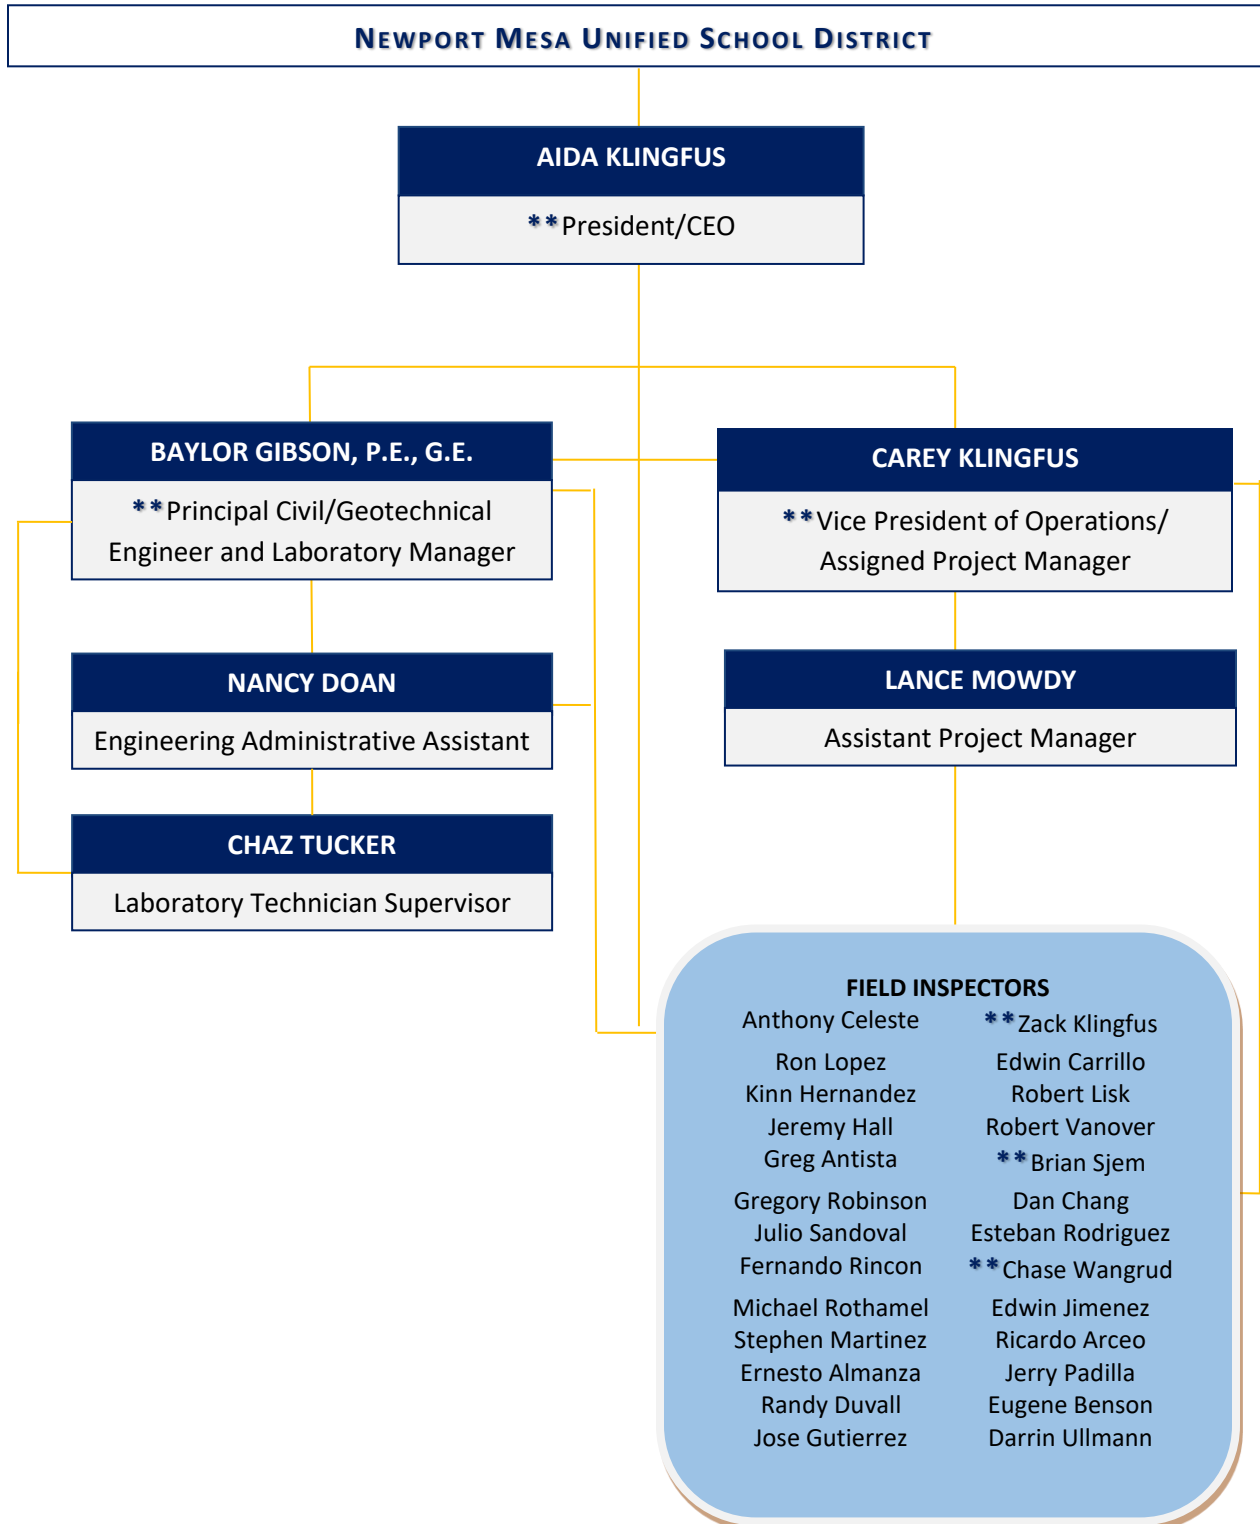 NEWPORT MESA UNIFIED SCHOOL DISTRICT
AIDA KLINGFUS
**President/CEO
BAYLOR GIBSON, P.E., G.E.
**Principal Civil/Geotechnical
Engineer and Laboratory Manager
CAREY KLINGFUS
**Vice President of Operations/
Assigned Project Manager
NANCY DOAN
Engineering Administrative Assistant
LANCE MOWDY
Assistant Project Manager
CHAZ TUCKER
Laboratory Technician Supervisor
FIELD INSPECTORS
Anthony Celeste **Zack Klingfus
Ron Lopez Edwin Carrillo
Kinn Hernandez Robert Lisk
Jeremy Hall Robert Vanover
Greg Antista **Brian Sjem
Gregory Robinson Dan Chang
Julio Sandoval Esteban Rodriguez
Fernando Rincon **Chase Wangrud
Michael Rothamel Edwin Jimenez
Stephen Martinez Ricardo Arceo
Ernesto Almanza Jerry Padilla
Randy Duvall Eugene Benson
Jose Gutierrez Darrin Ullmann